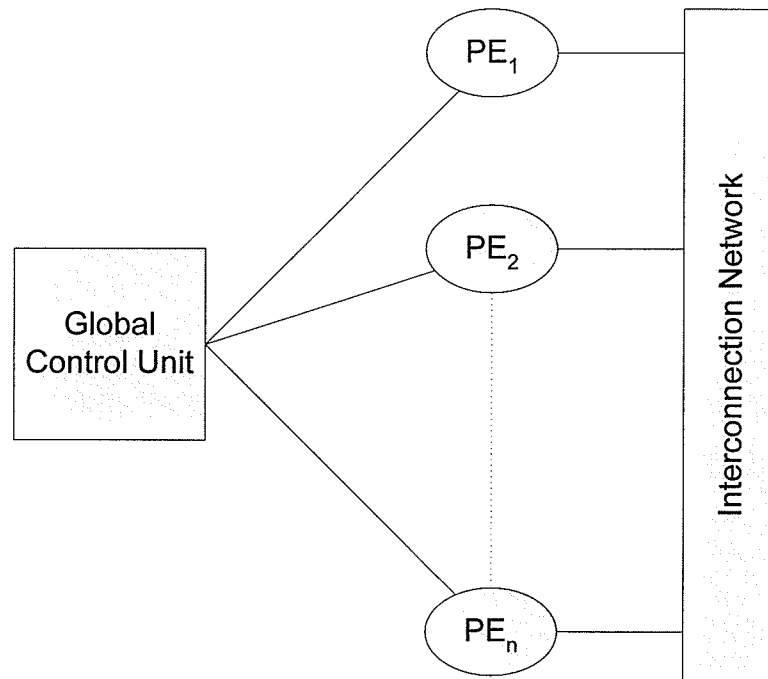 PE₁
PE₂
Global
Control Unit
PEₙ
Interconnection Network